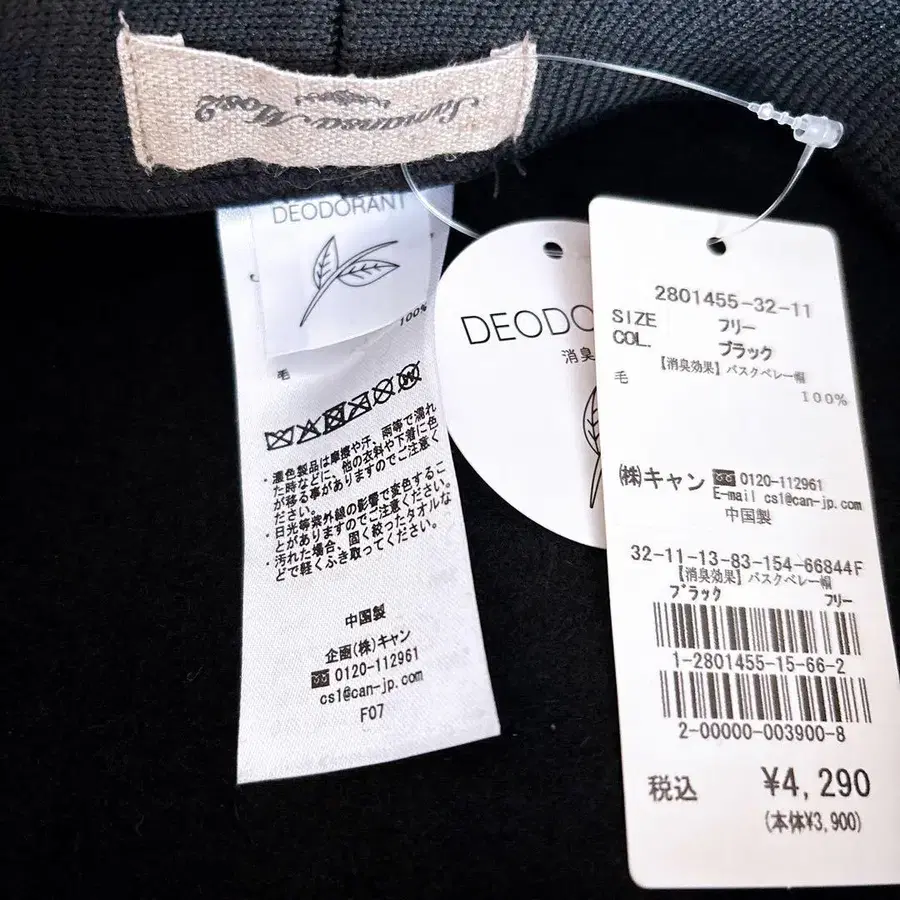 Samansa Mos2
DEODORANT
100%
毛
・濃色製品は摩擦や汗、雨等で濡れ
た時などに、他の衣料や下着に色
が移る事がありますのでご注意く
ださい。
・日光等紫外線の影響で変色するこ
とがありますのでご注意ください。
・汚れた場合、固く絞ったタオルな
どで軽くふき取ってください。
中国製
企画(株)キャン
0120-112961
cs1@can-jp.com
F07
DEODO
消臭
2801455-32-11
SIZE フリー
COL. ブラック
【消臭効果】バスクベレー帽
毛
100%
㈱キャン 0120-112961
E-mail cs1@can-jp.com
中国製
32-11-13-83-154-66844F
【消臭効果】バスクベレー帽
ブラック フリー
1-2801455-15-66-2
2-00000-003900-8
税込 ¥4,290
(本体¥3,900)